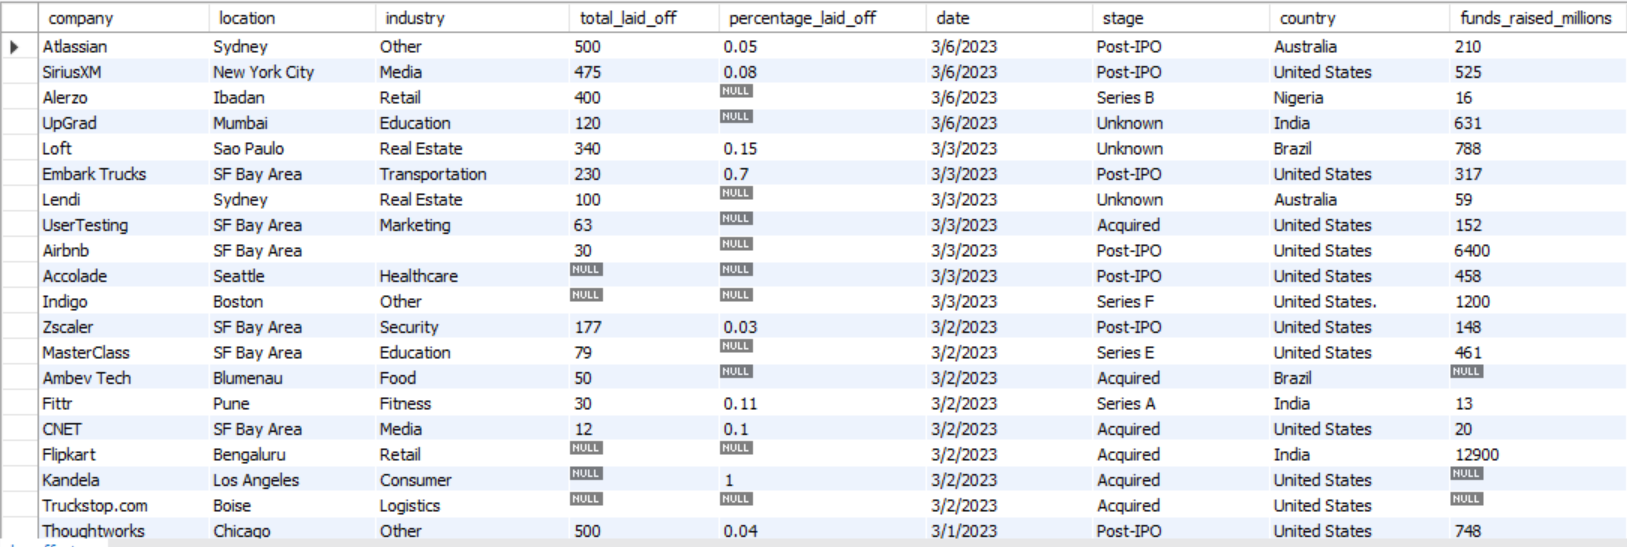 company location industry total_laid_off percentage_laid_off date stage country funds_raised_millions
Atlassian Sydney Other 500 0.05 3/6/2023 Post-IPO Australia 210
SiriusXM New York City Media 475 0.08 3/6/2023 Post-IPO United States 525
Alerzo Ibadan Retail 400 NULL 3/6/2023 Series B Nigeria 16
UpGrad Mumbai Education 120 NULL 3/6/2023 Unknown India 631
Loft Sao Paulo Real Estate 340 0.15 3/3/2023 Unknown Brazil 788
Embark Trucks SF Bay Area Transportation 230 0.7 3/3/2023 Post-IPO United States 317
Lendi Sydney Real Estate 100 NULL 3/3/2023 Unknown Australia 59
UserTesting SF Bay Area Marketing 63 NULL 3/3/2023 Acquired United States 152
Airbnb SF Bay Area 30 NULL 3/3/2023 Post-IPO United States 6400
Accolade Seattle Healthcare NULL NULL 3/3/2023 Post-IPO United States 458
Indigo Boston Other NULL NULL 3/3/2023 Series F United States. 1200
Zscaler SF Bay Area Security 177 0.03 3/2/2023 Post-IPO United States 148
MasterClass SF Bay Area Education 79 NULL 3/2/2023 Series E United States 461
Ambev Tech Blumenau Food 50 NULL 3/2/2023 Acquired Brazil NULL
Fittr Pune Fitness 30 0.11 3/2/2023 Series A India 13
CNET SF Bay Area Media 12 0.1 3/2/2023 Acquired United States 20
Flipkart Bengaluru Retail NULL NULL 3/2/2023 Acquired India 12900
Kandela Los Angeles Consumer NULL 1 3/2/2023 Acquired United States NULL
Truckstop.com Boise Logistics NULL NULL 3/2/2023 Acquired United States NULL
Thoughtworks Chicago Other 500 0.04 3/1/2023 Post-IPO United States 748